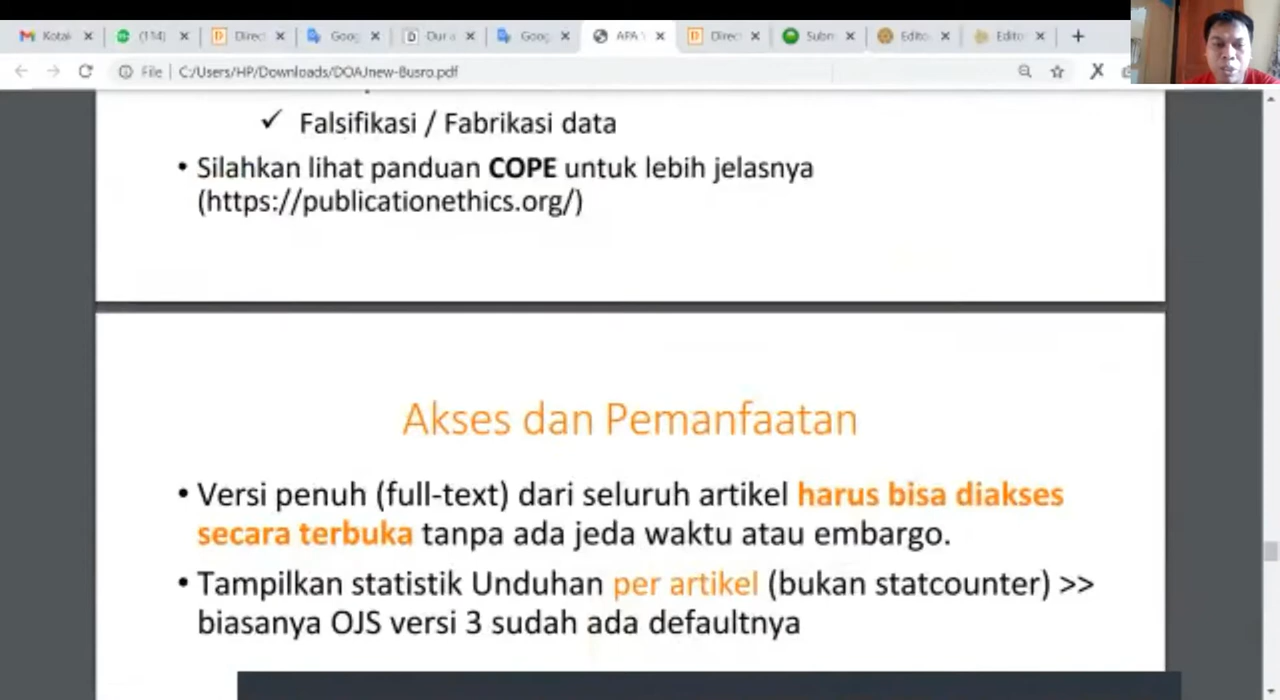 Kotak
(114)
Direc
Goog
Dur a
Goog
APA
Direc
Subm
Edito
Edito
File
C:/Users/HP/Downloads/DOAJnew-Busro.pdf
✓ Falsifikasi / Fabrikasi data
• Silahkan lihat panduan COPE untuk lebih jelasnya
(https://publicationethics.org/)
Akses dan Pemanfaatan
• Versi penuh (full-text) dari seluruh artikel harus bisa diakses
secara terbuka tanpa ada jeda waktu atau embargo.
• Tampilkan statistik Unduhan per artikel (bukan statcounter) >>
biasanya OJS versi 3 sudah ada defaultnya